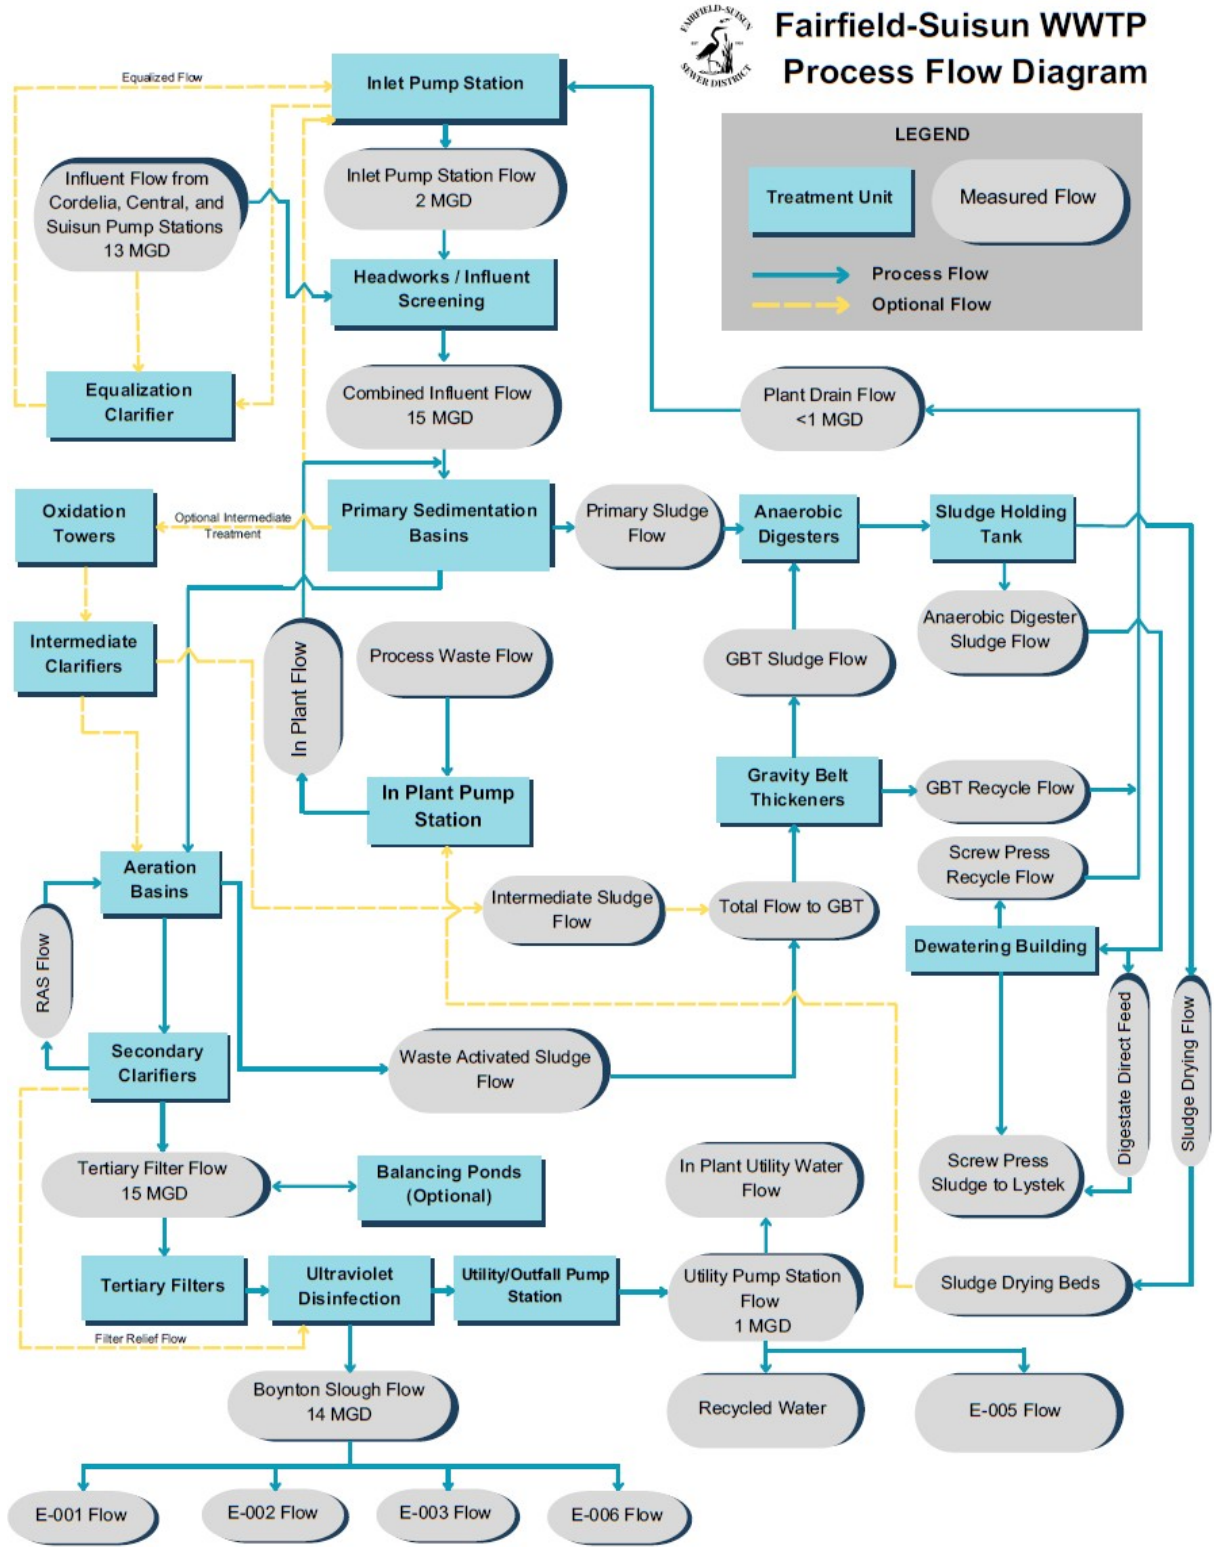 FAIRFIELD-SUISUN
SEWER DISTRICT
Fairfield-Suisun WWTP
Process Flow Diagram
LEGEND
Treatment Unit
Measured Flow
Process Flow
Optional Flow
Equalized Flow
Inlet Pump Station
Influent Flow from
Cordelia, Central, and
Suisun Pump Stations
13 MGD
Inlet Pump Station Flow
2 MGD
Headworks / Influent
Screening
Equalization
Clarifier
Combined Influent Flow
15 MGD
Plant Drain Flow
<1 MGD
Oxidation
Towers
Optional Intermediate
Treatment
Primary Sedimentation
Basins
Primary Sludge
Flow
Anaerobic
Digesters
Sludge Holding
Tank
Intermediate
Clarifiers
In Plant Flow
Process Waste Flow
GBT Sludge Flow
Anaerobic Digester
Sludge Flow
In Plant Pump
Station
Gravity Belt
Thickeners
GBT Recycle Flow
Screw Press
Recycle Flow
Aeration
Basins
Intermediate Sludge
Flow
Total Flow to GBT
Dewatering Building
RAS Flow
Secondary
Clarifiers
Waste Activated Sludge
Flow
Digestate Direct Feed
Sludge Drying Flow
Tertiary Filter Flow
15 MGD
Balancing Ponds
(Optional)
In Plant Utility Water
Flow
Screw Press
Sludge to Lystek
Tertiary Filters
Ultraviolet
Disinfection
Utility/Outfall Pump
Station
Utility Pump Station
Flow
1 MGD
Sludge Drying Beds
Filter Relief Flow
Boynton Slough Flow
14 MGD
Recycled Water
E-005 Flow
E-001 Flow
E-002 Flow
E-003 Flow
E-006 Flow